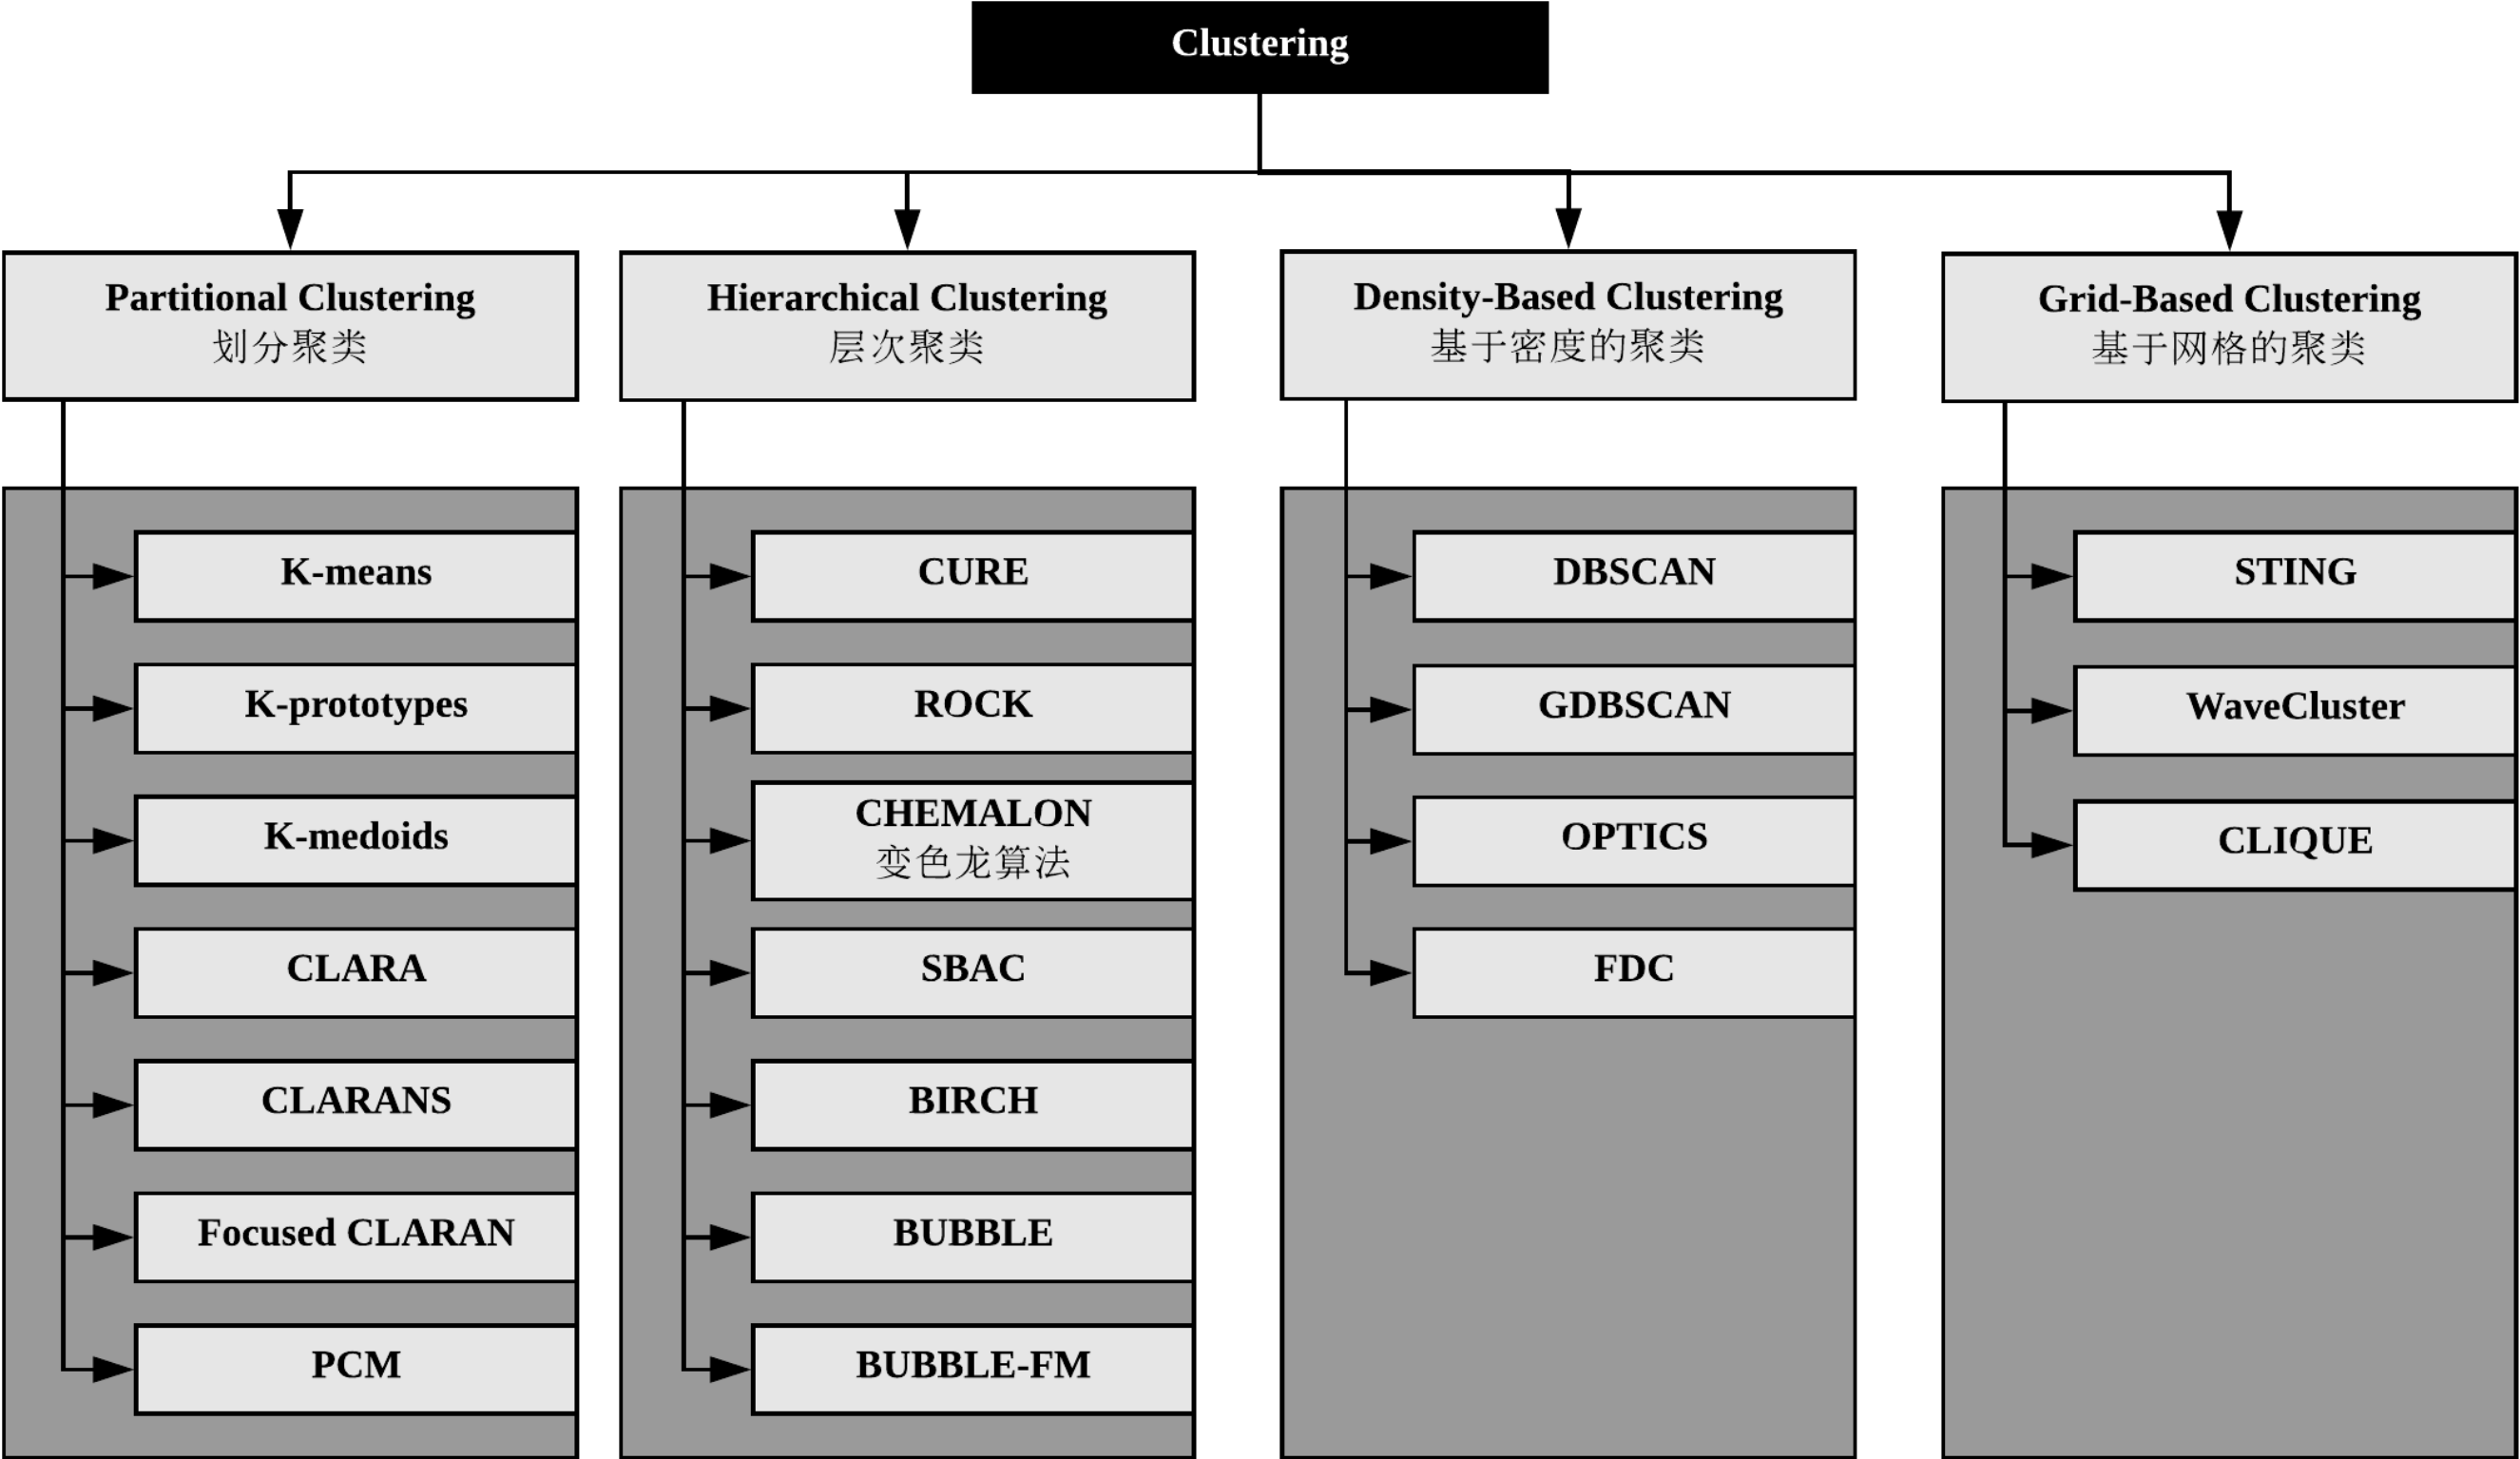 Clustering
Partitional Clustering
划分聚类
Hierarchical Clustering
层次聚类
Density-Based Clustering
基于密度的聚类
Grid-Based Clustering
基于网格的聚类
K-means
K-prototypes
K-medoids
CLARA
CLARANS
Focused CLARAN
PCM
CURE
ROCK
CHEMALON
变色龙算法
SBAC
BIRCH
BUBBLE
BUBBLE-FM
DBSCAN
GDBSCAN
OPTICS
FDC
STING
WaveCluster
CLIQUE